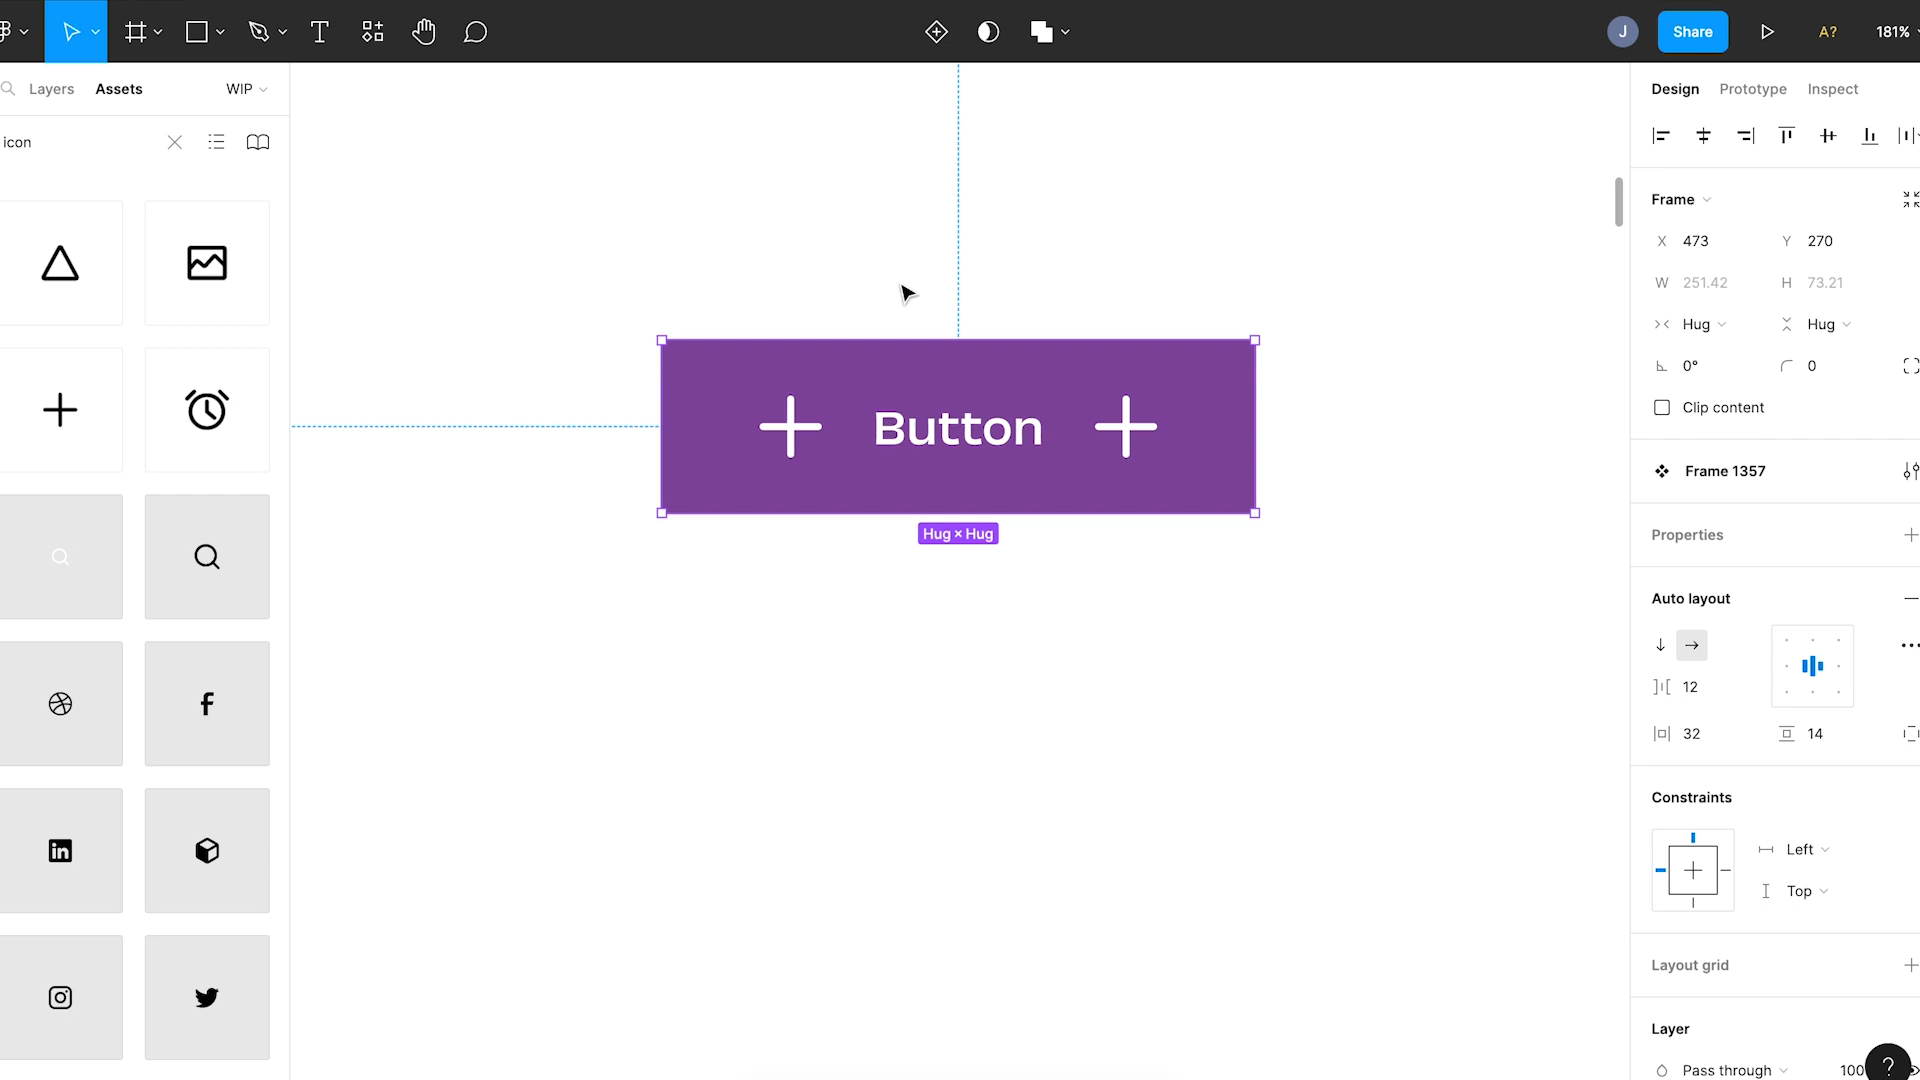 J
Share
A?
181%
Layers
Assets
WIP
icon
Design
Prototype
Inspect
Frame
X 473
Y 270
W 251.42
H 73.21
Hug
Hug
0°
0
Clip content
Button
Hug × Hug
Frame 1357
Properties
Auto layout
12
32
14
Constraints
Left
Top
Layout grid
Layer
Pass through
100
?
f
in